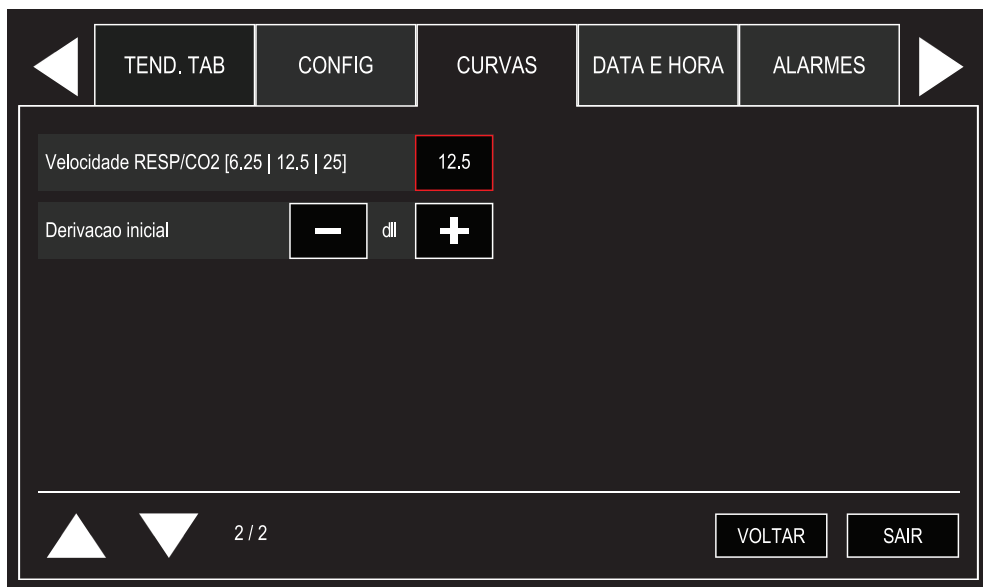 TEND. TAB CONFIG CURVAS DATA E HORA ALARMES
Velocidade RESP/CO2 [6.25 | 12.5 | 25] 12.5
Derivacao inicial − dII +
2 / 2 VOLTAR SAIR